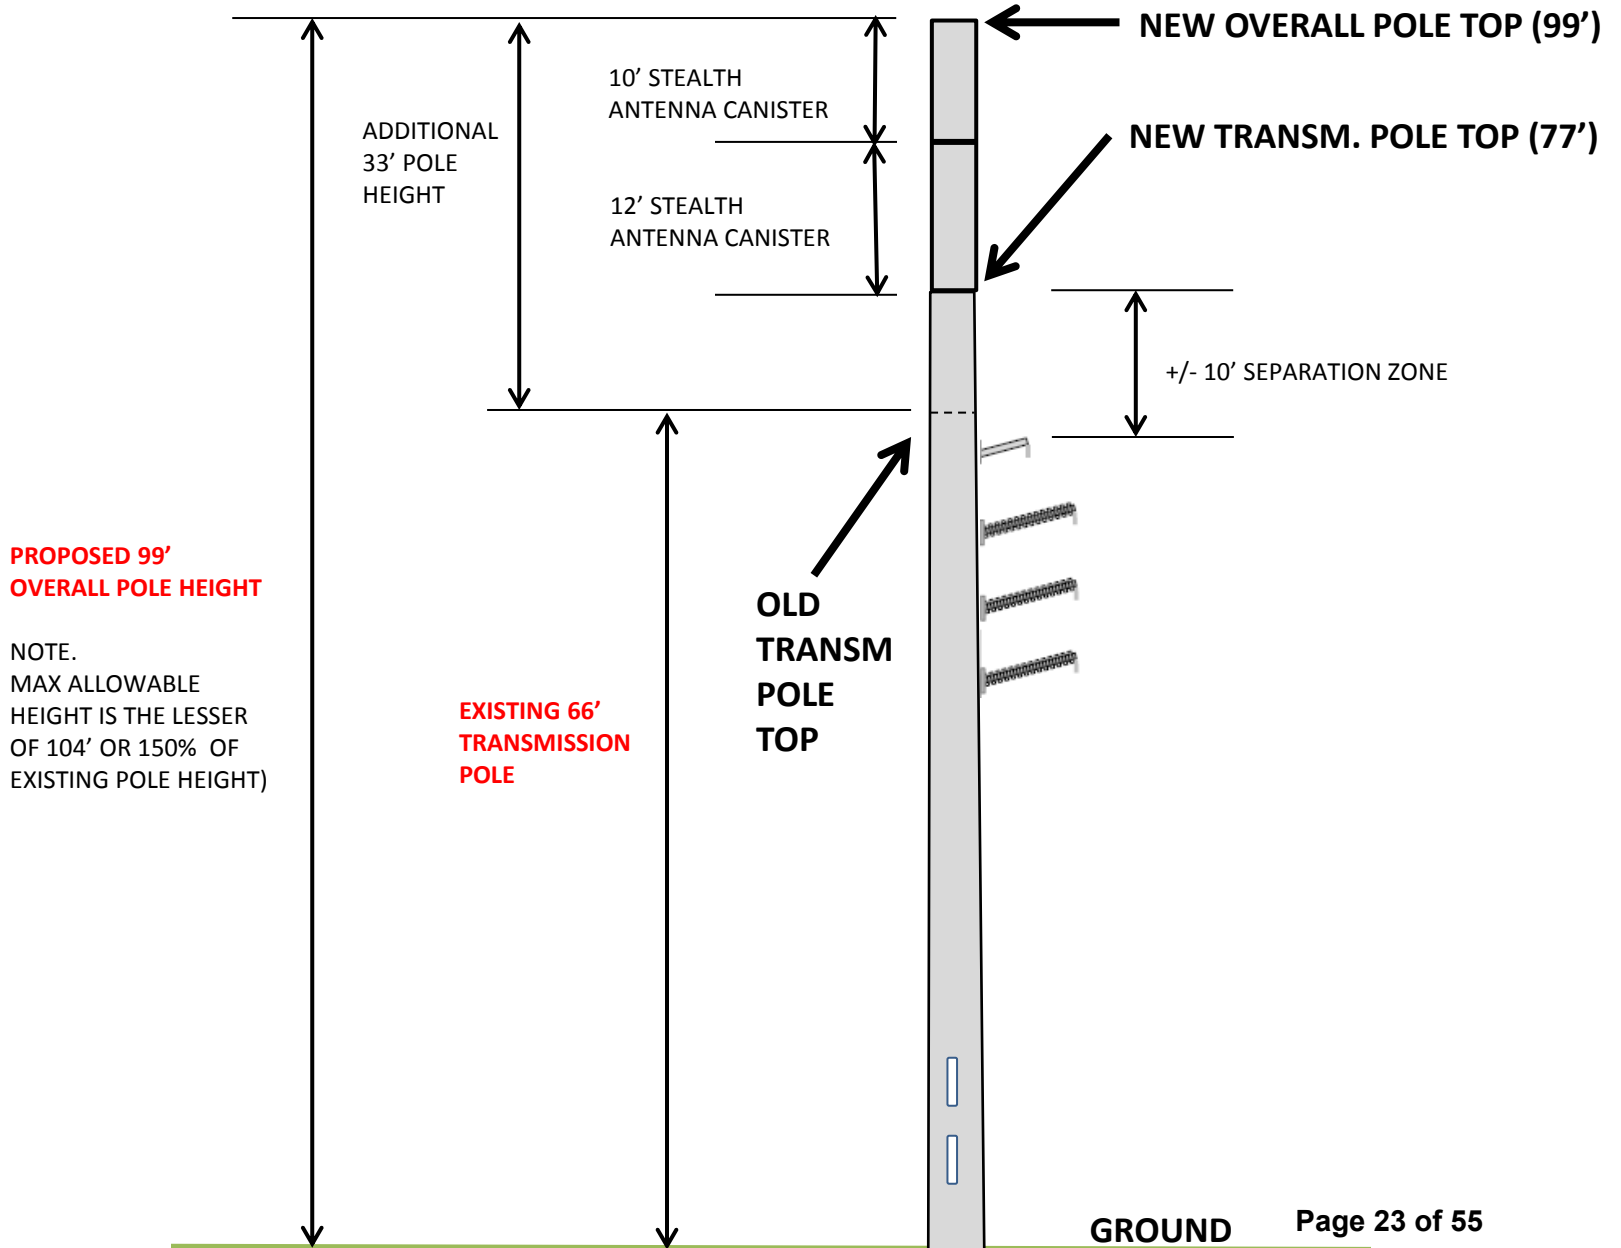 NEW OVERALL POLE TOP (99’)
10’ STEALTH
ANTENNA CANISTER
ADDITIONAL
33’ POLE
HEIGHT
NEW TRANSM. POLE TOP (77’)
12’ STEALTH
ANTENNA CANISTER
+/- 10’ SEPARATION ZONE
PROPOSED 99’
OVERALL POLE HEIGHT
NOTE.
MAX ALLOWABLE
HEIGHT IS THE LESSER
OF 104’ OR 150% OF
EXISTING POLE HEIGHT)
EXISTING 66’
TRANSMISSION
POLE
OLD
TRANSM
POLE
TOP
GROUND
Page 23 of 55